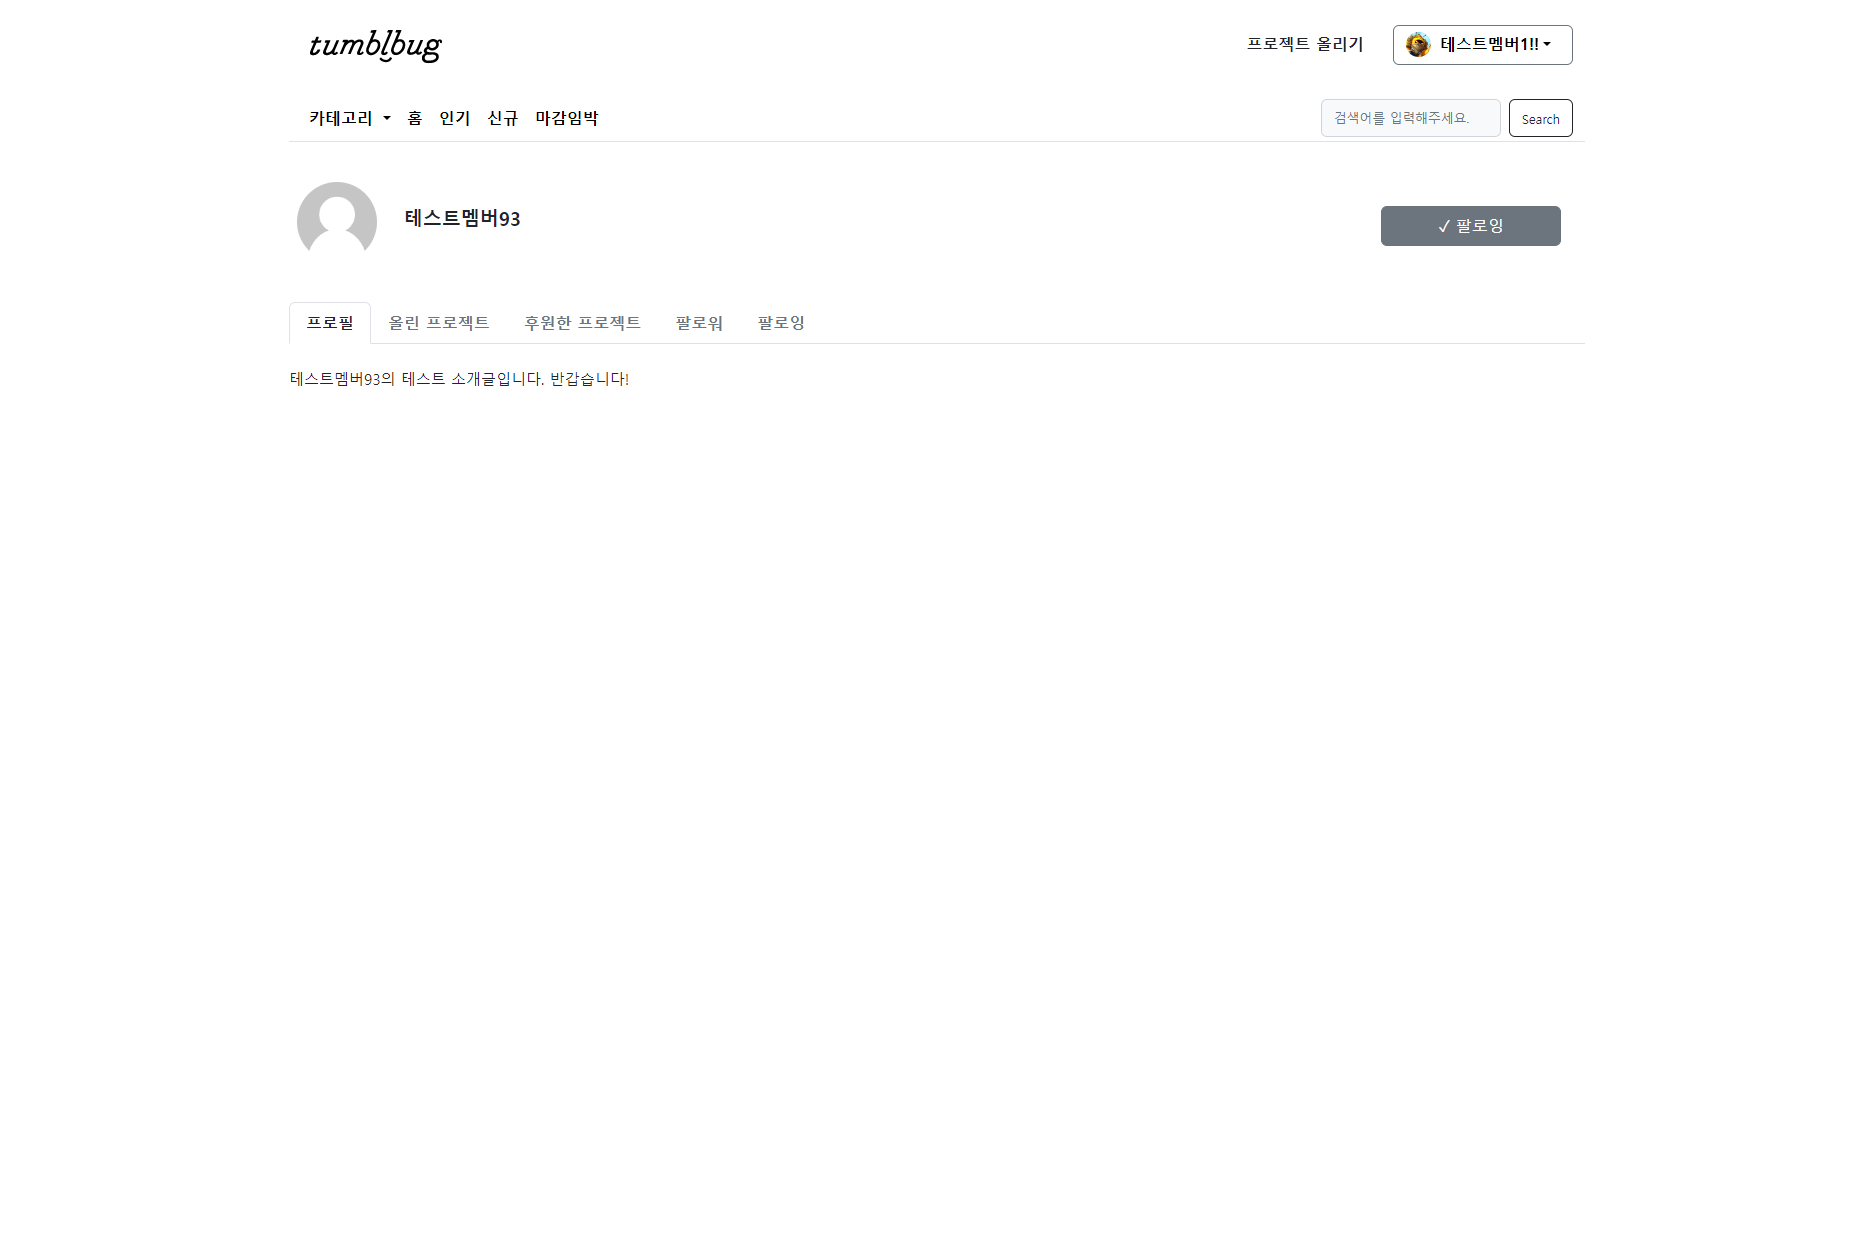 tumblbug
프로젝트 올리기
테스트멤버1!!
카테고리 홈 인기 신규 마감임박
검색어를 입력해주세요.
Search
테스트멤버93
✓ 팔로잉
프로필 올린 프로젝트 후원한 프로젝트 팔로워 팔로잉
테스트멤버93의 테스트 소개글입니다. 반갑습니다!